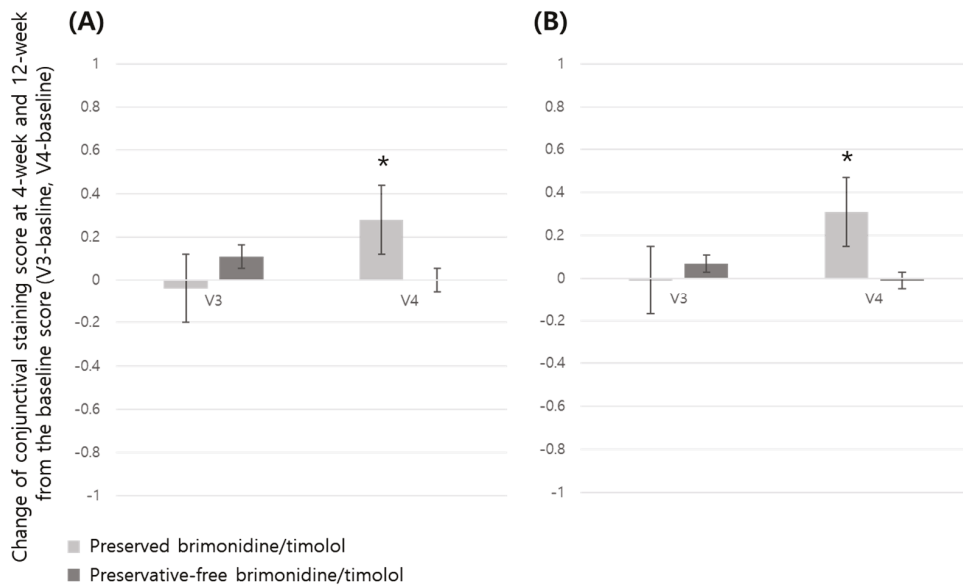 Change of conjunctival staining score at 4-week and 12-week
from the baseline score (V3-basline, V4-baseline)
(A)
1
0.8
0.6
0.4
0.2
0
-0.2
-0.4
-0.6
-0.8
-1
*
V3
V4
(B)
1
0.8
0.6
0.4
0.2
0
-0.2
-0.4
-0.6
-0.8
-1
*
V3
V4
Preserved brimonidine/timolol
Preservative-free brimonidine/timolol